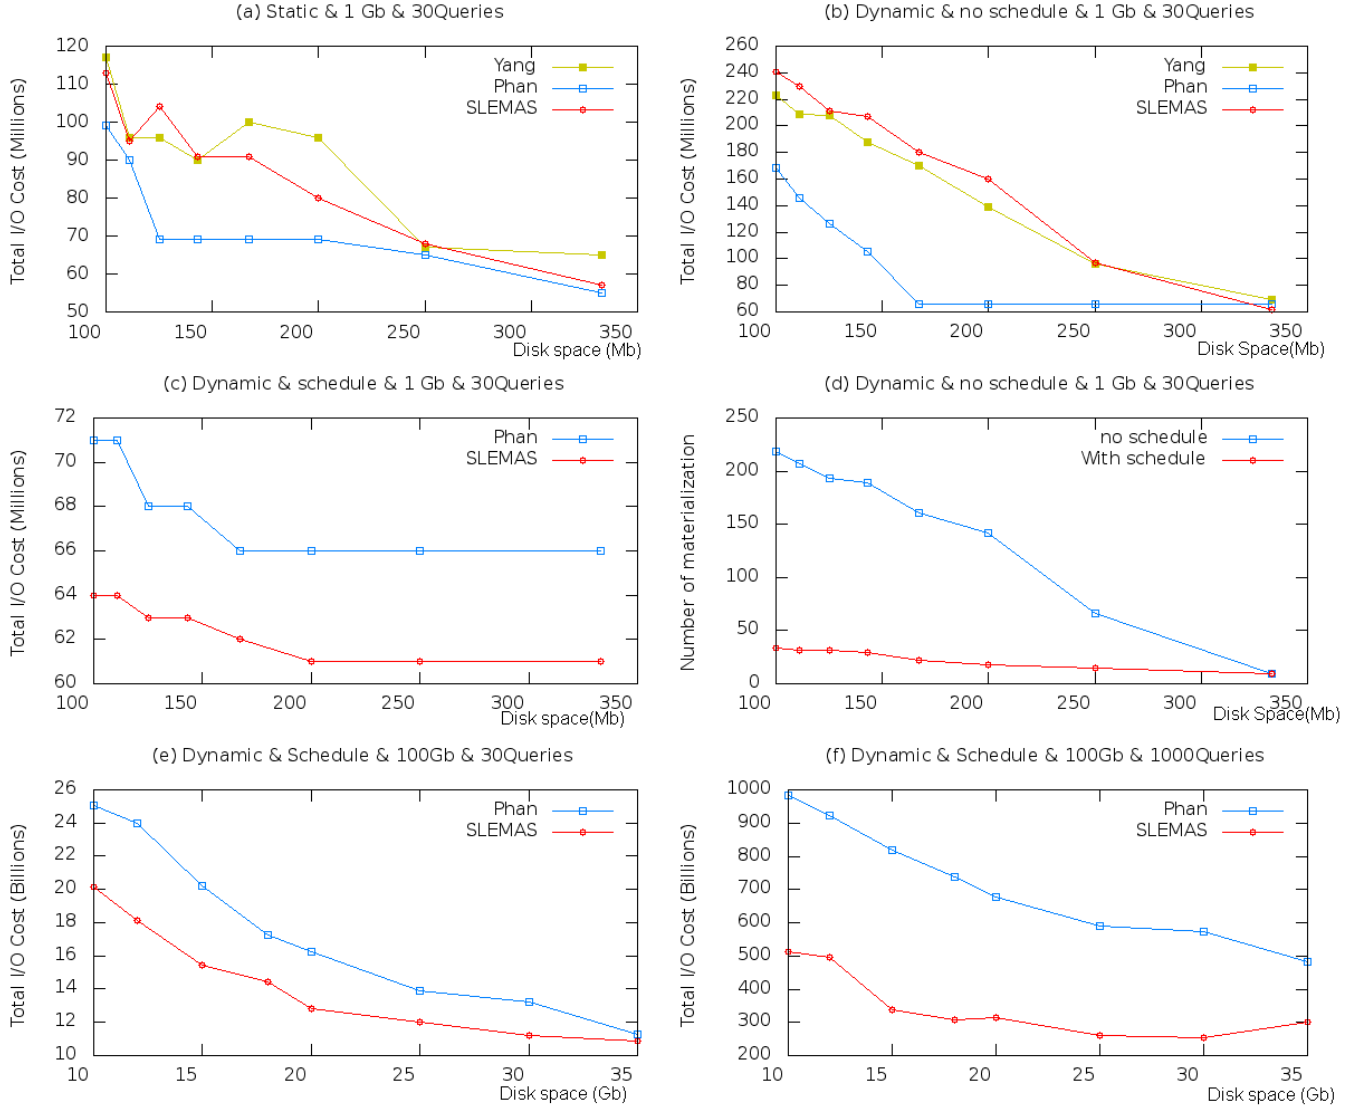 (a) Static & 1 Gb & 30Queries
Total I/O Cost (Millions)
120
110
100
90
80
70
60
50
100 150 200 250 300 350
Disk space (Mb)
Yang
Phan
SLEMAS
(b) Dynamic & no schedule & 1 Gb & 30Queries
Total I/O Cost (Millions)
260
240
220
200
180
160
140
120
100
80
60
100 150 200 250 300 350
Disk Space(Mb)
Yang
Phan
SLEMAS
(c) Dynamic & schedule & 1 Gb & 30Queries
Total I/O Cost (Millions)
72
70
68
66
64
62
60
100 150 200 250 300 350
Disk space(Mb)
Phan
SLEMAS
(d) Dynamic & no schedule & 1 Gb & 30Queries
Number of materialization
250
200
150
100
50
0
100 150 200 250 300 350
Disk Space(Mb)
no schedule
With schedule
(e) Dynamic & Schedule & 100Gb & 30Queries
Total I/O Cost (Billions)
26
24
22
20
18
16
14
12
10
10 15 20 25 30 35
Disk space (Gb)
Phan
SLEMAS
(f) Dynamic & Schedule & 100Gb & 1000Queries
Total I/O Cost (Billions)
1000
900
800
700
600
500
400
300
200
10 15 20 25 30 35
Disk space (Gb)
Phan
SLEMAS